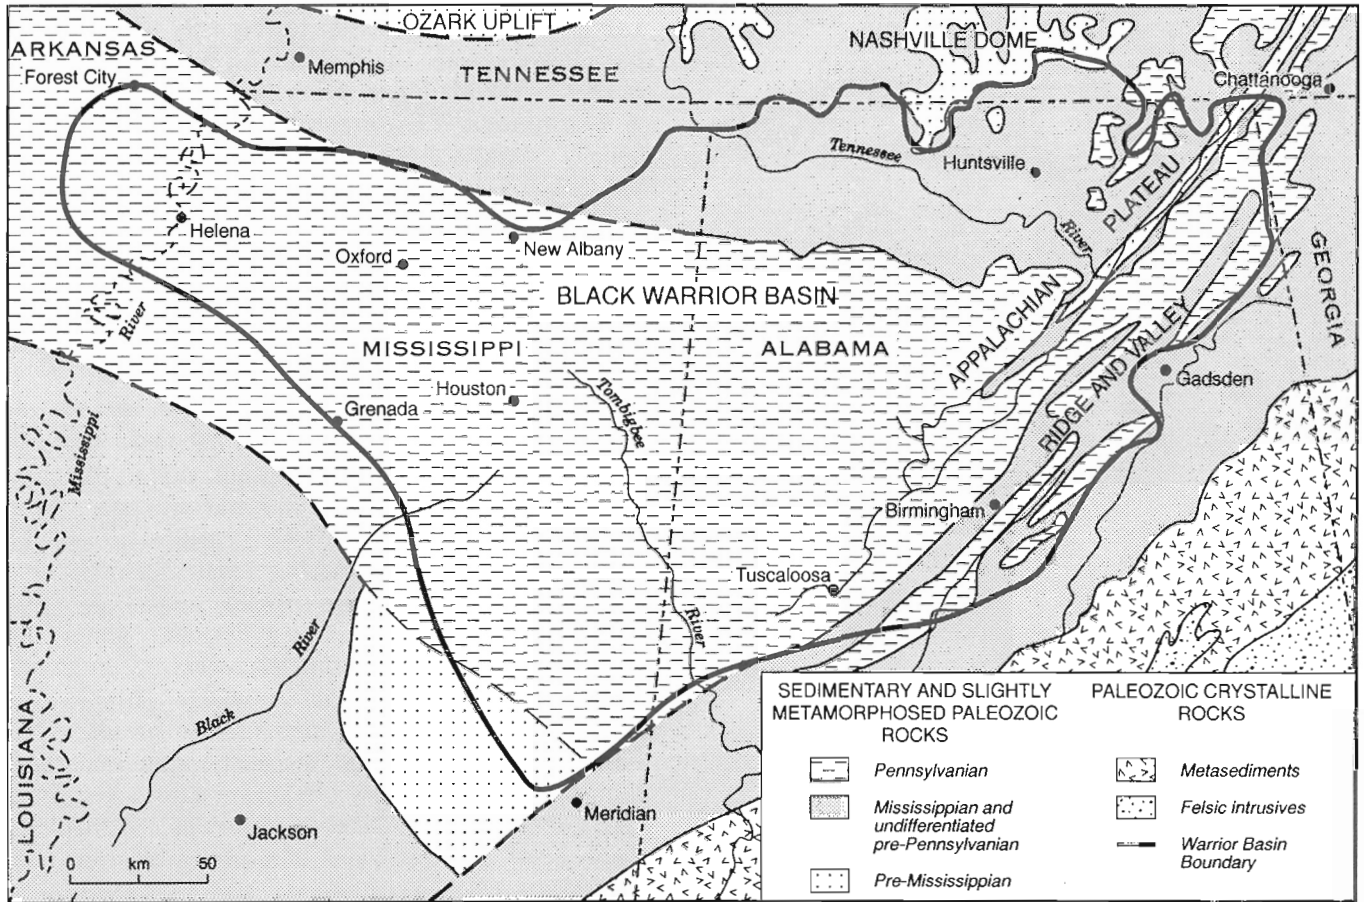 OZARK UPLIFT
ARKANSAS
Forest City
Memphis
TENNESSEE
NASHVILLE DOME
Chattanooga
Tennessee
Huntsville
PLATEAU
River
Helena
New Albany
Oxford
GEORGIA
BLACK WARRIOR BASIN
River
MISSISSIPPI
ALABAMA
APPALACHIAN
RIDGE AND VALLEY
Gadsden
Houston
Tombigbee
Grenada
Mississippi
Birmingham
Tuscaloosa
River
River
Black
LOUISIANA
Meridian
Jackson
0 km 50
SEDIMENTARY AND SLIGHTLY
METAMORPHOSED PALEOZOIC
ROCKS
Pennsylvanian
Mississippian and
undifferentiated
pre-Pennsylvanian
Pre-Mississippian
PALEOZOIC CRYSTALLINE
ROCKS
Metasediments
Felsic intrusives
Warrior Basin
Boundary